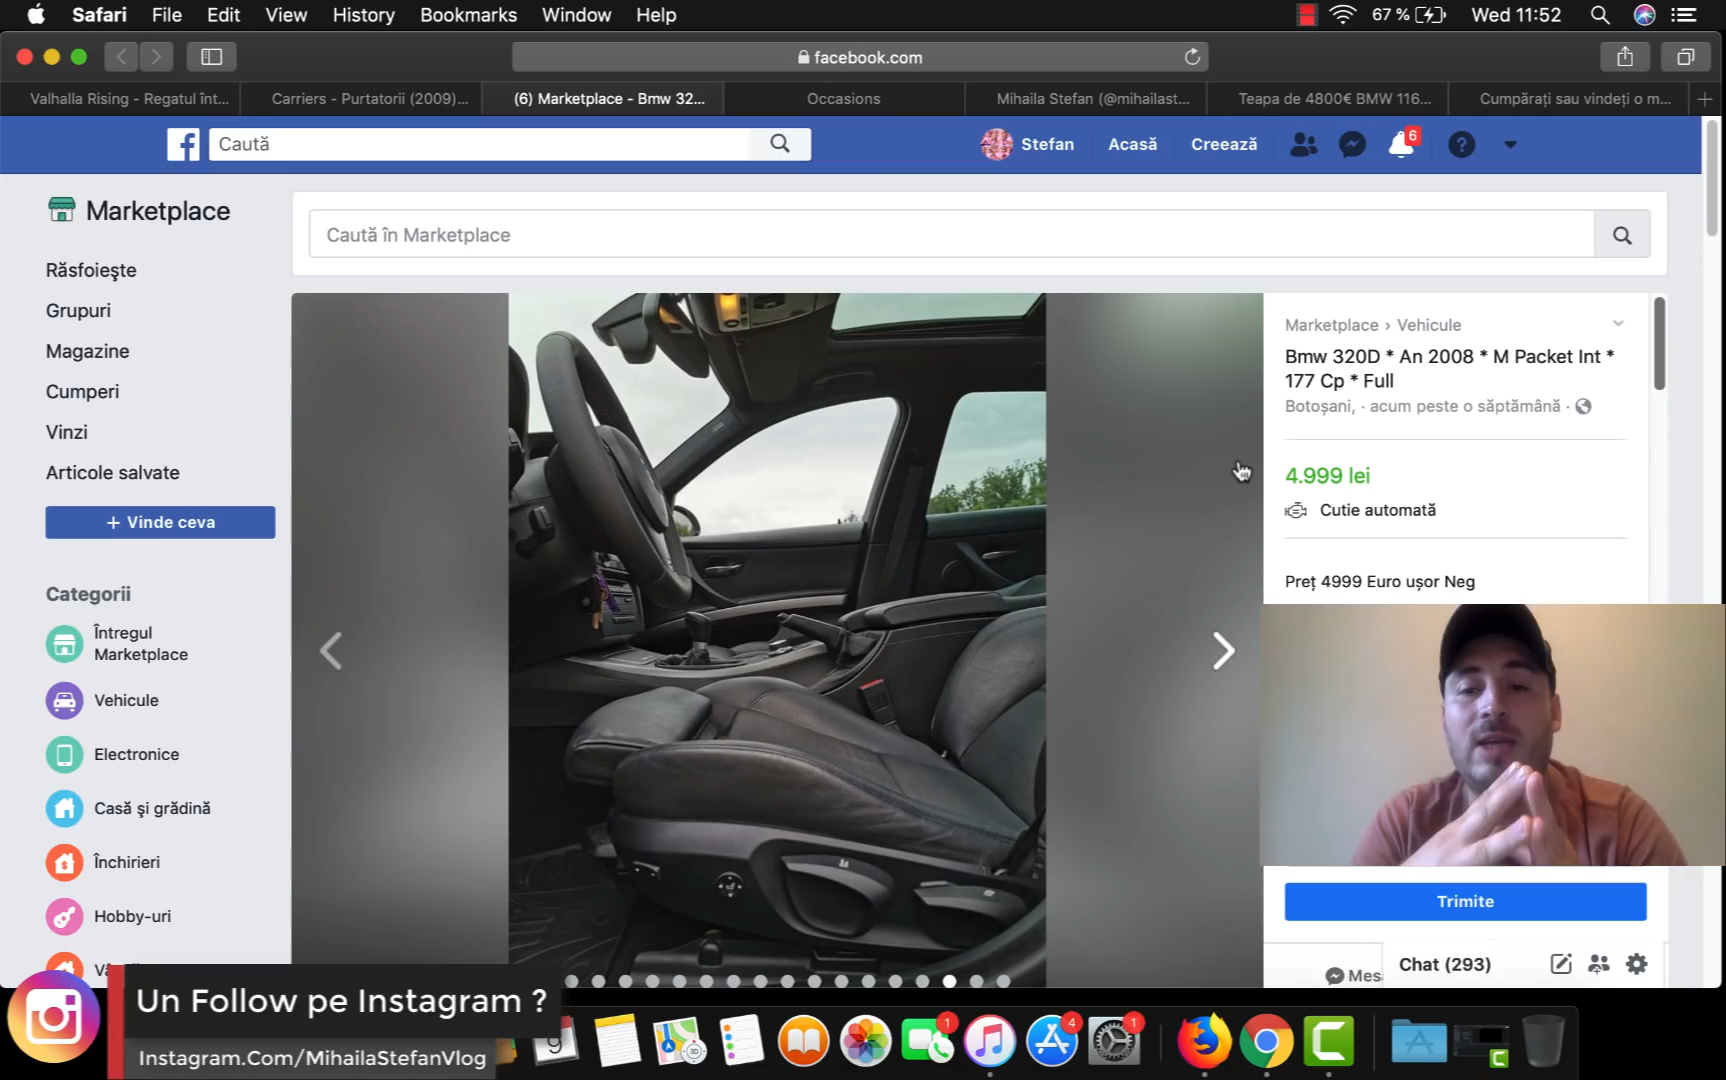 Safari File Edit View History Bookmarks Window Help 67 % Wed 11:52
facebook.com
Valhalla Rising - Regatul înt... Carriers - Purtatorii (2009)... (6) Marketplace - Bmw 32... Occasions Mihaila Stefan (@mihailast... Teapa de 4800€ BMW 116... Cumpărați sau vindeți o m...
Caută Stefan Acasă Creează 6
Marketplace
Caută în Marketplace
Răsfoiește
Grupuri
Magazine
Cumperi
Vinzi
Articole salvate
+ Vinde ceva
Categorii
Întregul
Marketplace
Vehicule
Electronice
Casă și grădină
Închirieri
Hobby-uri
Marketplace › Vehicule
Bmw 320D * An 2008 * M Packet Int *
177 Cp * Full
Botoșani, · acum peste o săptămână ·
4.999 lei
Cutie automată
Preț 4999 Euro ușor Neg
Trimite
Chat (293)
Un Follow pe Instagram ?
Instagram.Com/MihailaStefanVlog
9 1 4 1